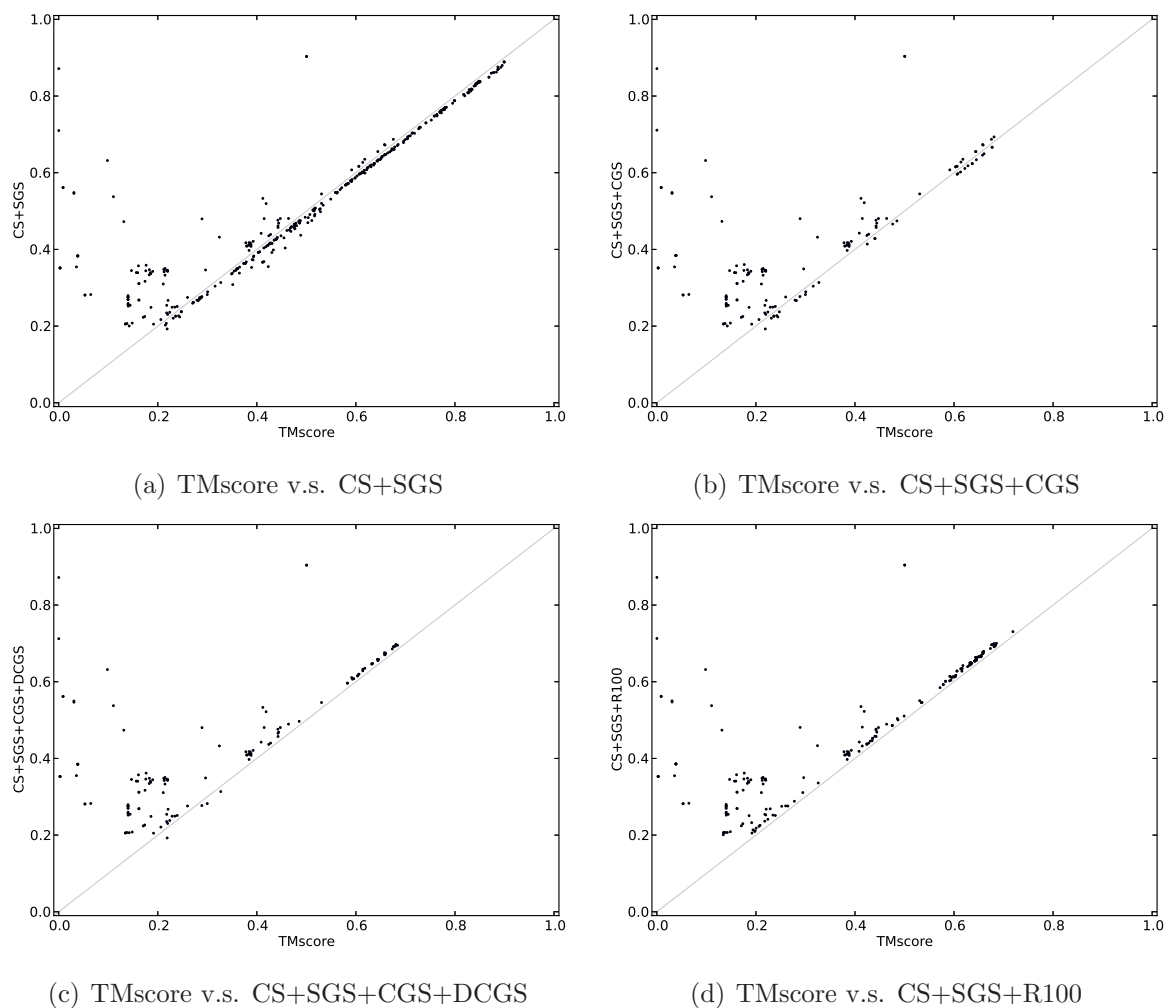 1.0 1.0
0.8 0.8
0.6 0.6
CS+SGS CS+SGS+CGS
0.4 0.4
0.2 0.2
0.0 0.0
0.0 0.2 0.4 0.6 0.8 1.0 0.0 0.2 0.4 0.6 0.8 1.0
TMscore TMscore
(a) TMscore v.s. CS+SGS (b) TMscore v.s. CS+SGS+CGS
1.0 1.0
0.8 0.8
0.6 0.6
CS+SGS+CGS+DCGS CS+SGS+R100
0.4 0.4
0.2 0.2
0.0 0.0
0.0 0.2 0.4 0.6 0.8 1.0 0.0 0.2 0.4 0.6 0.8 1.0
TMscore TMscore
(c) TMscore v.s. CS+SGS+CGS+DCGS (d) TMscore v.s. CS+SGS+R100